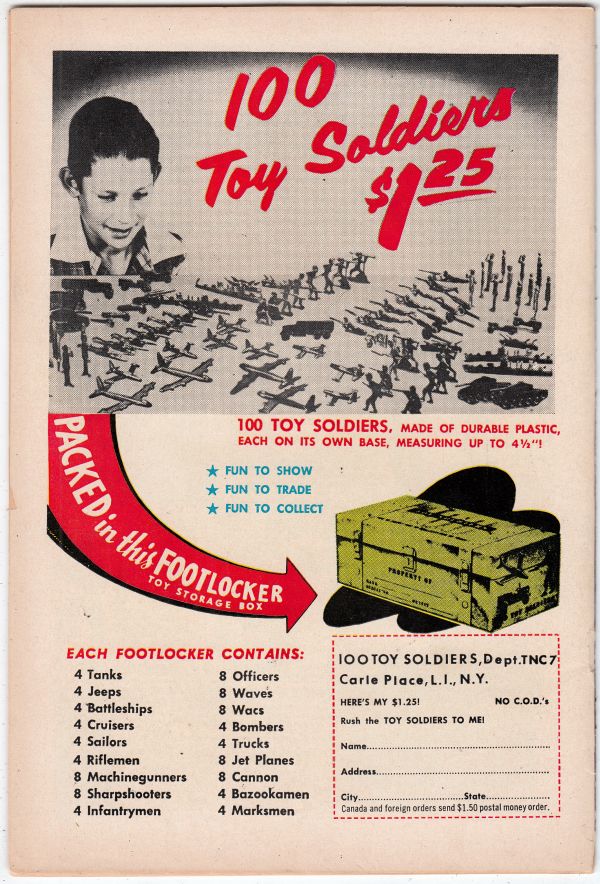 100
Toy Soldiers
$1.25
100 TOY SOLDIERS, MADE OF DURABLE PLASTIC,
EACH ON ITS OWN BASE, MEASURING UP TO 4½"!
★ FUN TO SHOW
★ FUN TO TRADE
★ FUN TO COLLECT
PACKED in this FOOTLOCKER
TOY STORAGE BOX
PROPERTY OF
EACH FOOTLOCKER CONTAINS:
4 Tanks
4 Jeeps
4 Battleships
4 Cruisers
4 Sailors
4 Riflemen
8 Machinegunners
8 Sharpshooters
4 Infantrymen
8 Officers
8 Waves
8 Wacs
4 Bombers
4 Trucks
8 Jet Planes
8 Cannon
4 Bazookamen
4 Marksmen
100 TOY SOLDIERS, Dept. TNC7
Carle Place, L.I., N.Y.
HERE'S MY $1.25! NO C.O.D.'s
Rush the TOY SOLDIERS TO ME!
Name
Address
City State
Canada and foreign orders send $1.50 postal money order.